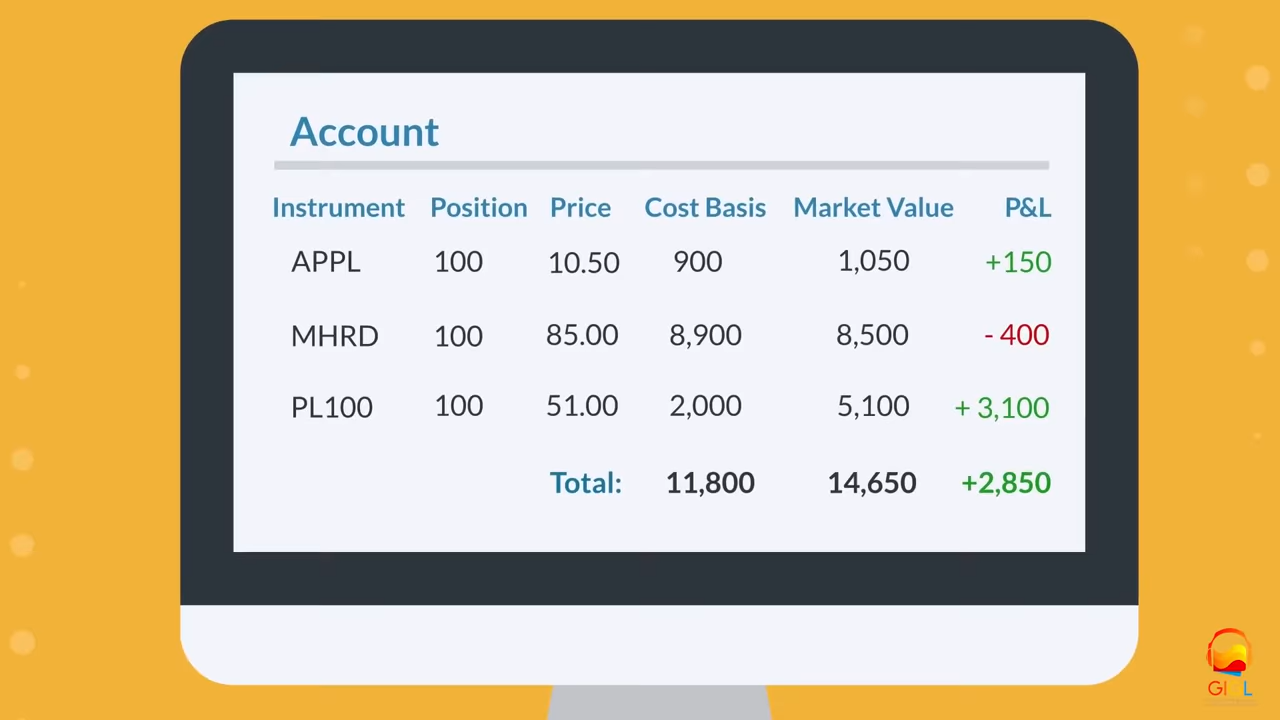 Account
Instrument Position Price Cost Basis Market Value P&L
APPL 100 10.50 900 1,050 +150
MHRD 100 85.00 8,900 8,500 - 400
PL100 100 51.00 2,000 5,100 + 3,100
Total: 11,800 14,650 +2,850